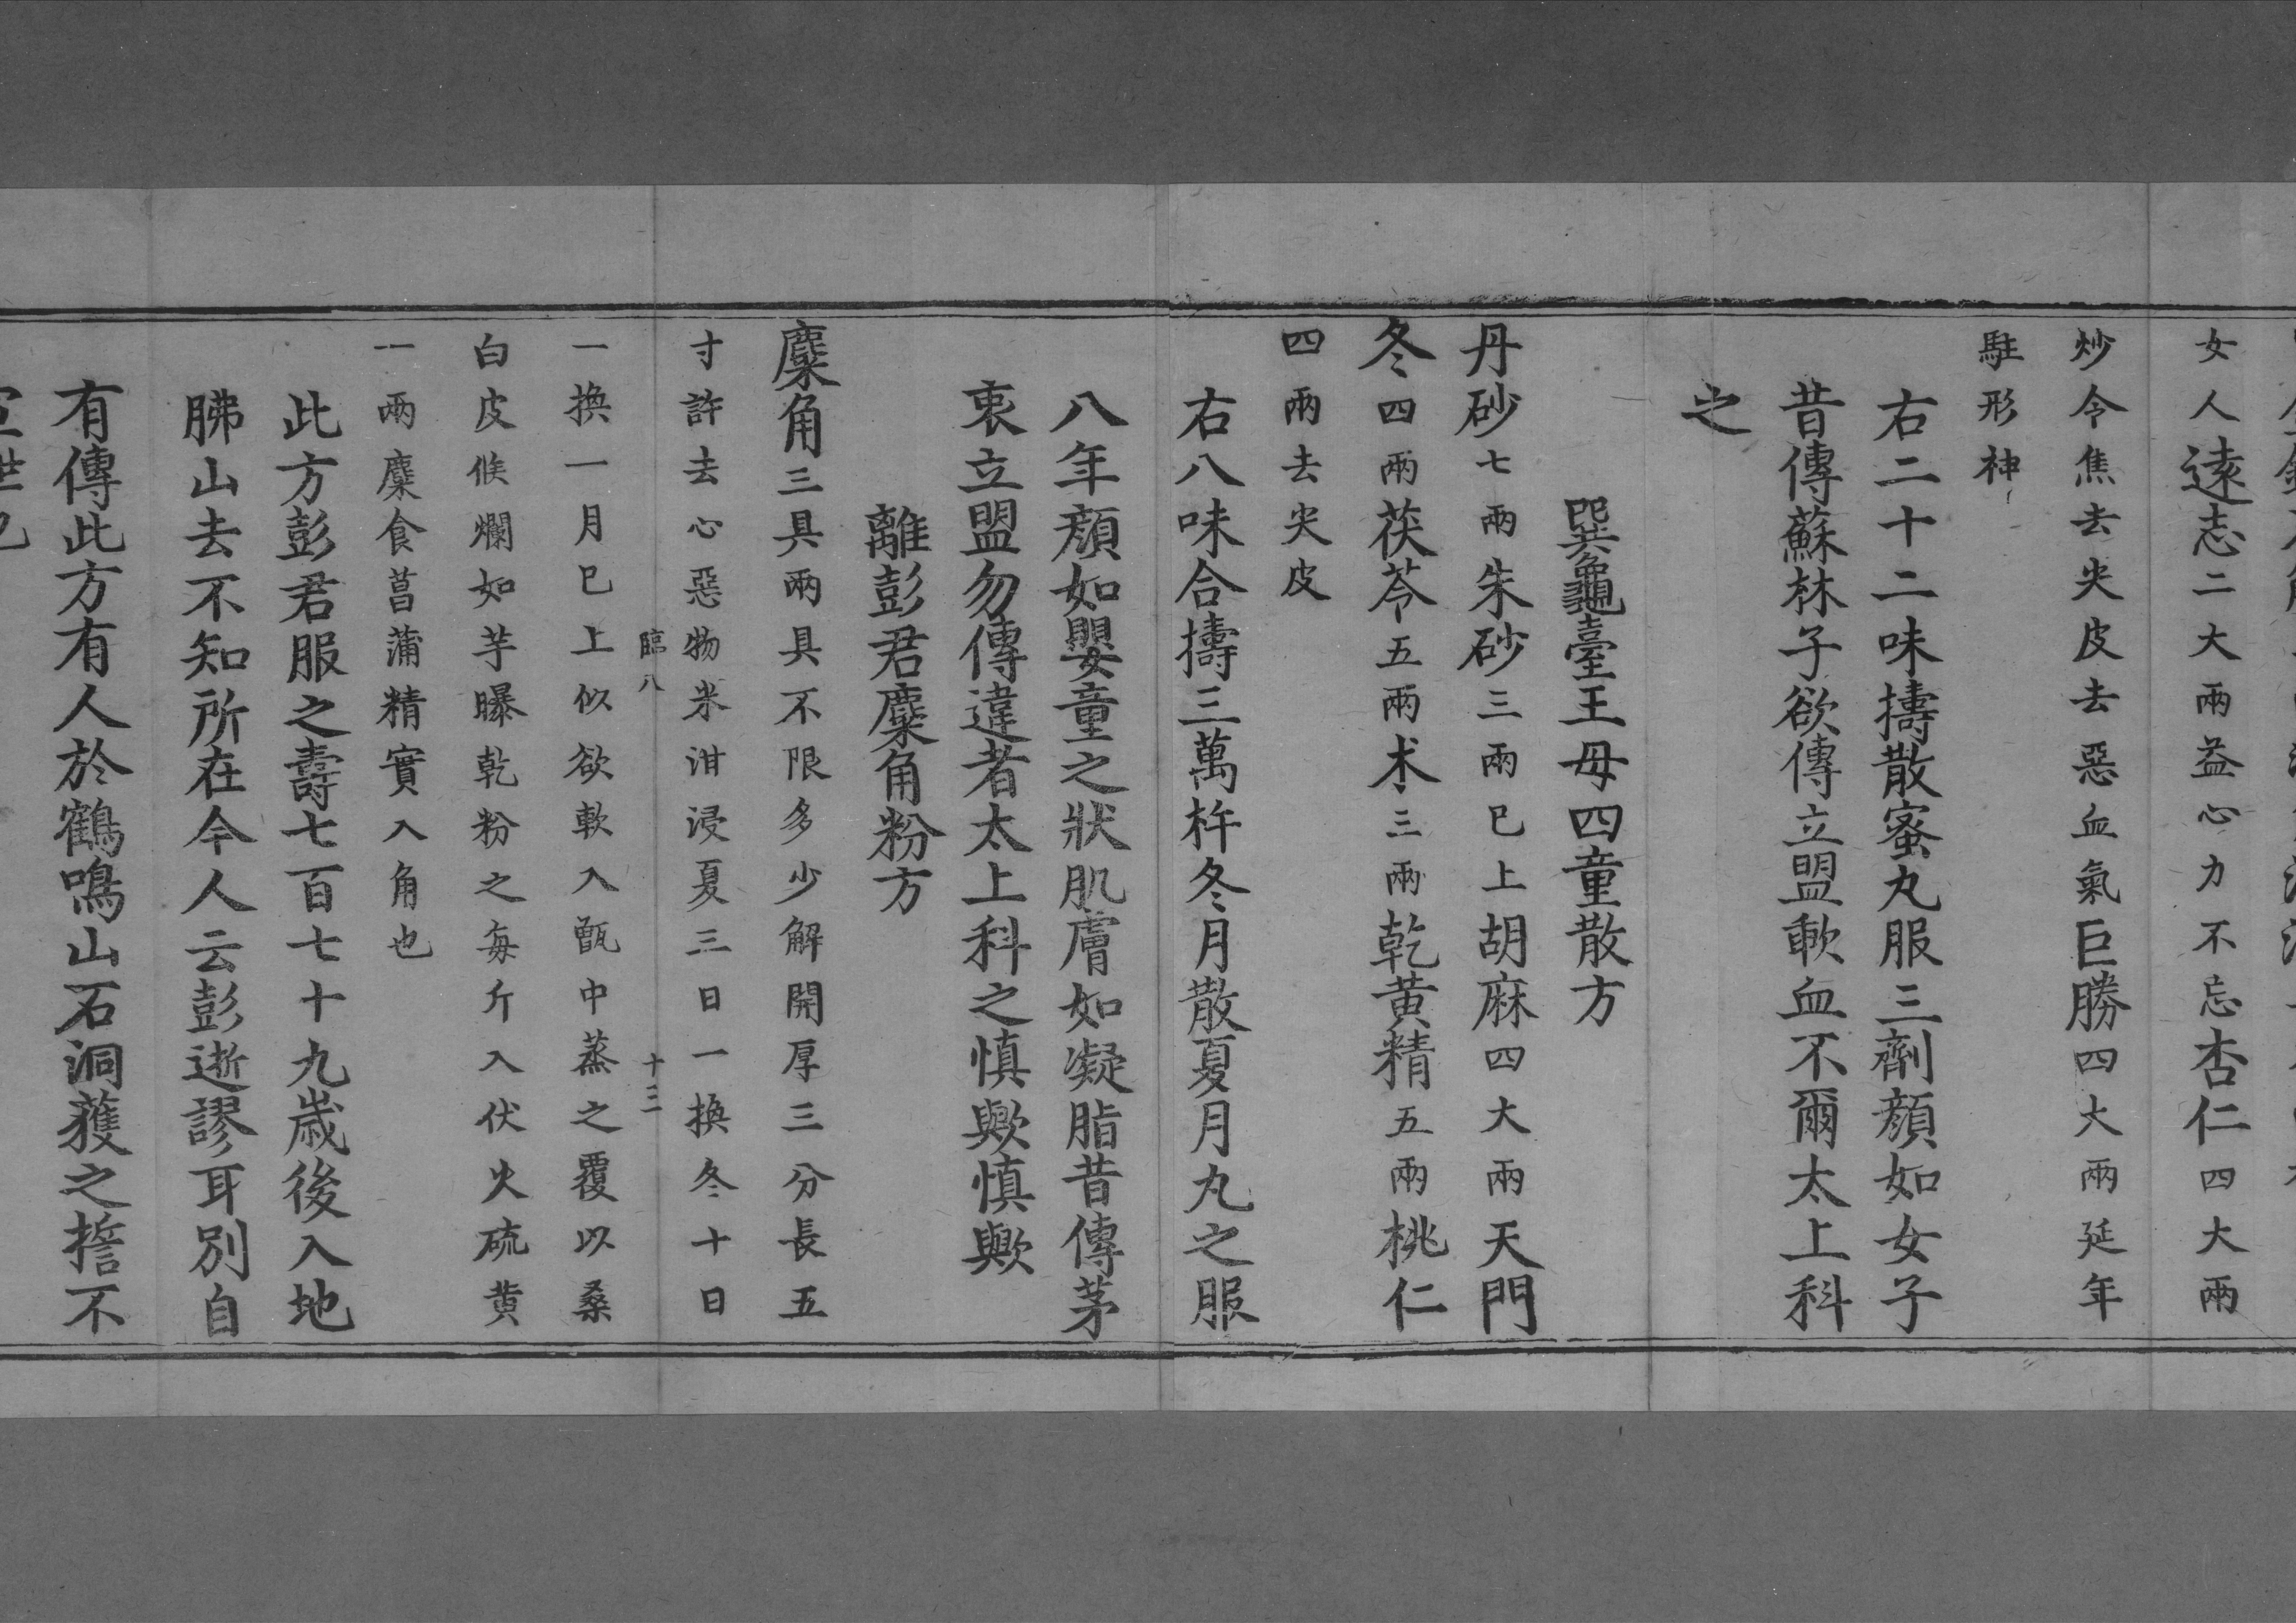 女人遠志二大兩益心力不忘杏仁四大兩
炒令焦去尖皮去惡血氣巨勝四大兩延年
駐形神
右二十二味擣散蜜丸服三劑顏如女子
昔傳蘇林子欲傳立盟歃血不爾太上科
之
巽龜臺王母四童散方
丹砂七兩朱砂三兩巳上胡麻四大兩天門
冬四兩茯苓五兩朮三兩乾黃精五兩桃仁
四兩去尖皮
右八味合擣三萬杵冬月散夏月丸之服
八年顏如嬰童之狀肌膚如凝脂昔傳茅
衷立盟勿傳違者太上科之慎歟慎歟
離彭君麋角粉方
麋角三具兩具不限多少解開厚三分長五
寸許去心惡物米泔浸夏三日一換冬十日
臨八 十三
一換一月巳上似欲軟入甑中蒸之覆以桑
白皮候爛如芋曝乾粉之每斤入伏火硫黃
一兩麋食菖蒲精實入角也
此方彭君服之壽七百七十九歲後入地
胇山去不知所在今人云彭逝謬耳別自
有傳此方有人於鶴鳴山石洞獲之擔不